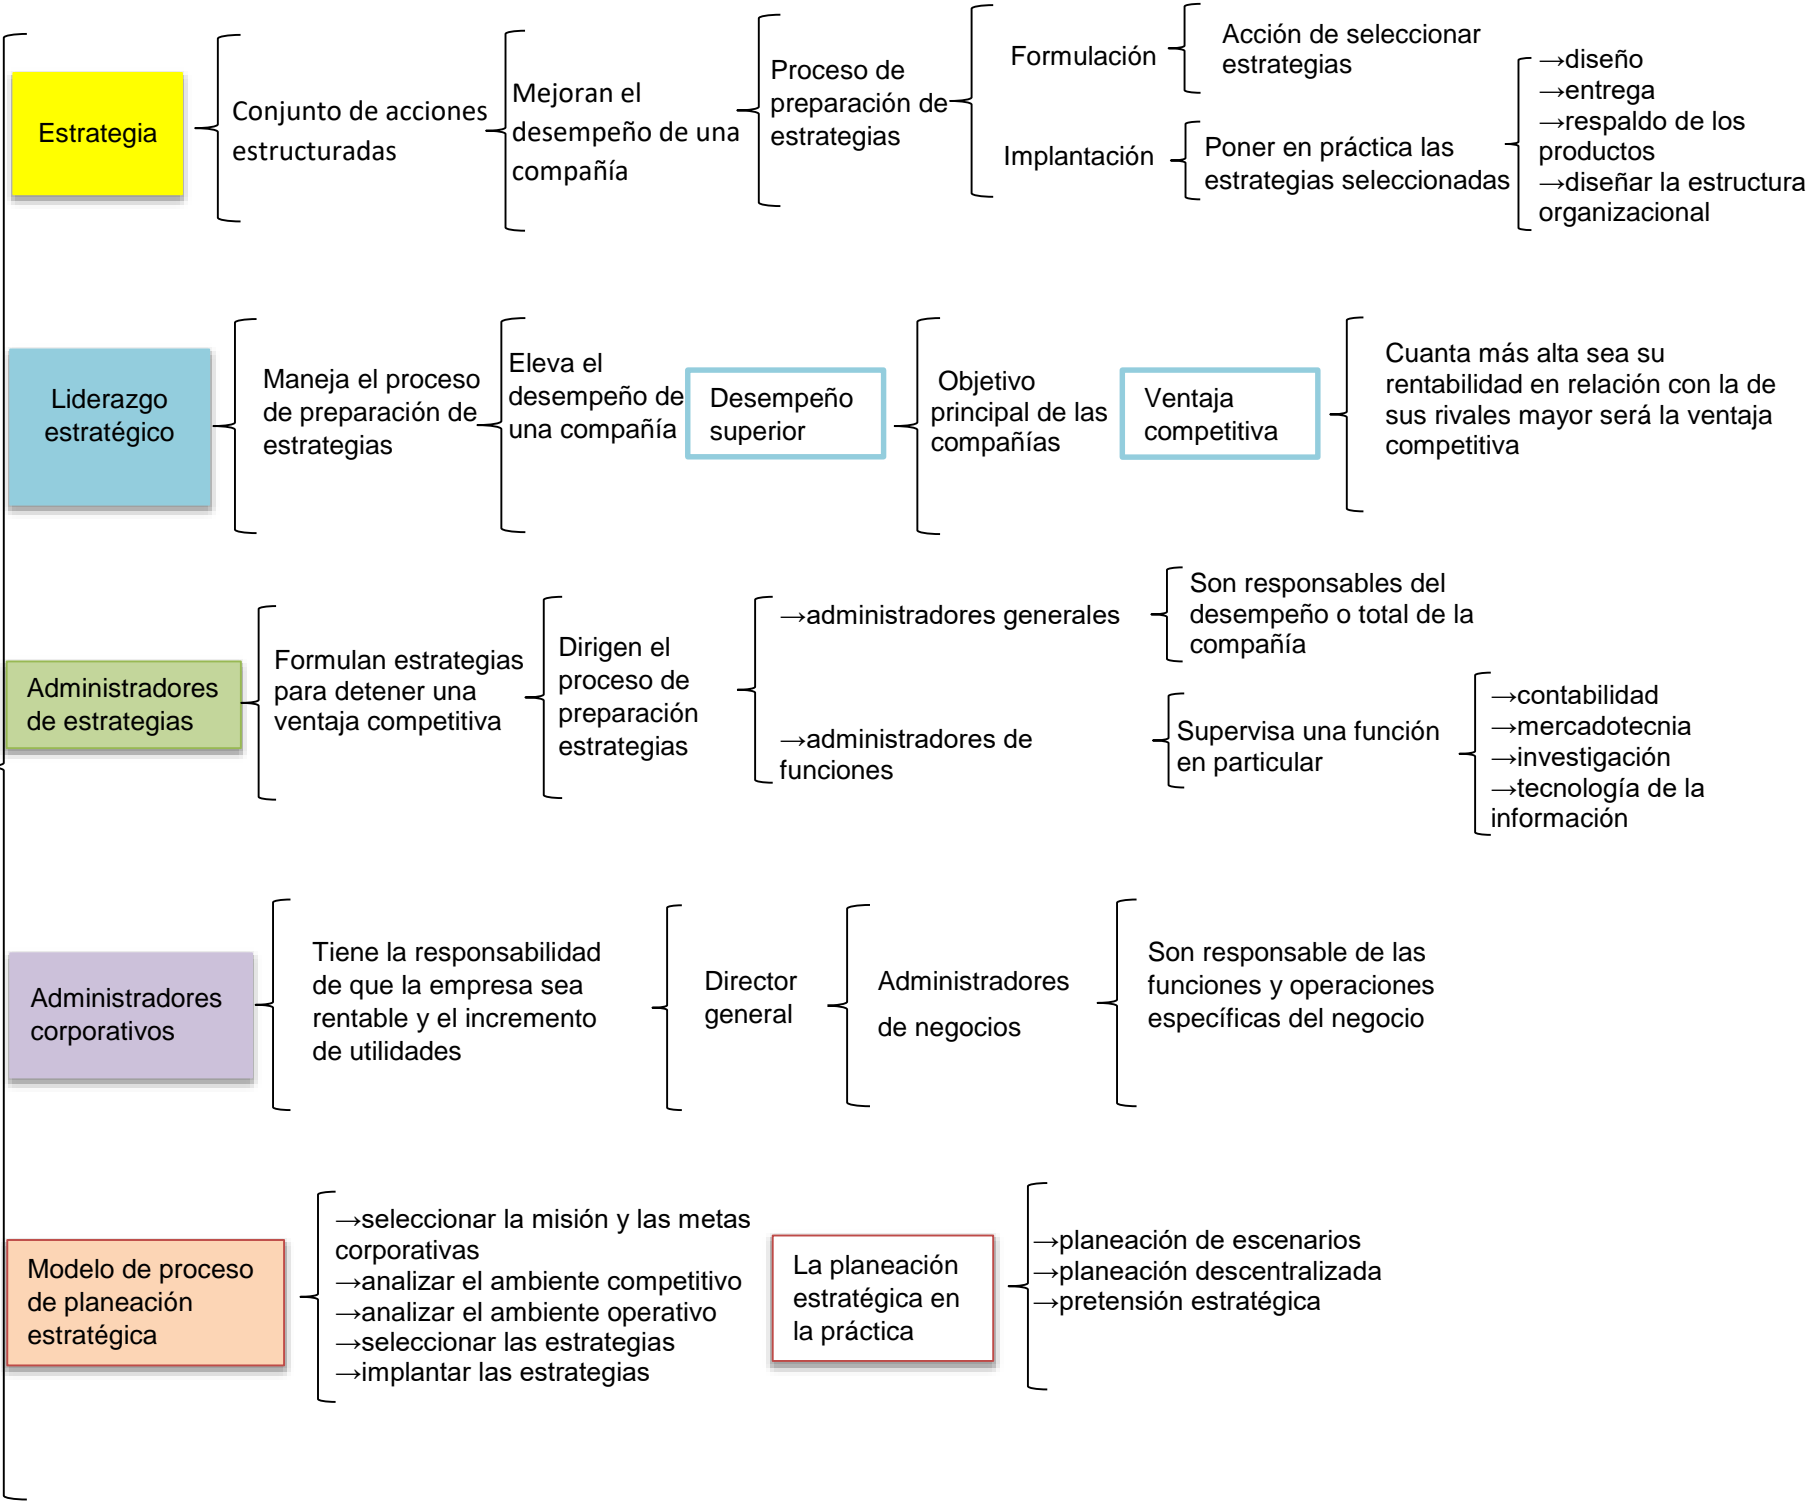 Estrategia
Conjunto de acciones
estructuradas
Mejoran el
desempeño de una
compañía
Proceso de
preparación de
estrategias
Formulación
Acción de seleccionar
estrategias
Implantación
Poner en práctica las
estrategias seleccionadas
→diseño
→entrega
→respaldo de los
productos
→diseñar la estructura
organizacional
Liderazgo
estratégico
Maneja el proceso
de preparación de
estrategias
Eleva el
desempeño de
una compañía
Desempeño
superior
Objetivo
principal de las
compañías
Ventaja
competitiva
Cuanta más alta sea su
rentabilidad en relación con la de
sus rivales mayor será la ventaja
competitiva
Administradores
de estrategias
Formulan estrategias
para detener una
ventaja competitiva
Dirigen el
proceso de
preparación
estrategias
→administradores generales
Son responsables del
desempeño o total de la
compañía
→administradores de
funciones
Supervisa una función
en particular
→contabilidad
→mercadotecnia
→investigación
→tecnología de la
información
Administradores
corporativos
Tiene la responsabilidad
de que la empresa sea
rentable y el incremento
de utilidades
Director
general
Administradores
de negocios
Son responsable de las
funciones y operaciones
específicas del negocio
Modelo de proceso
de planeación
estratégica
→seleccionar la misión y las metas
corporativas
→analizar el ambiente competitivo
→analizar el ambiente operativo
→seleccionar las estrategias
→implantar las estrategias
La planeación
estratégica en
la práctica
→planeación de escenarios
→planeación descentralizada
→pretensión estratégica